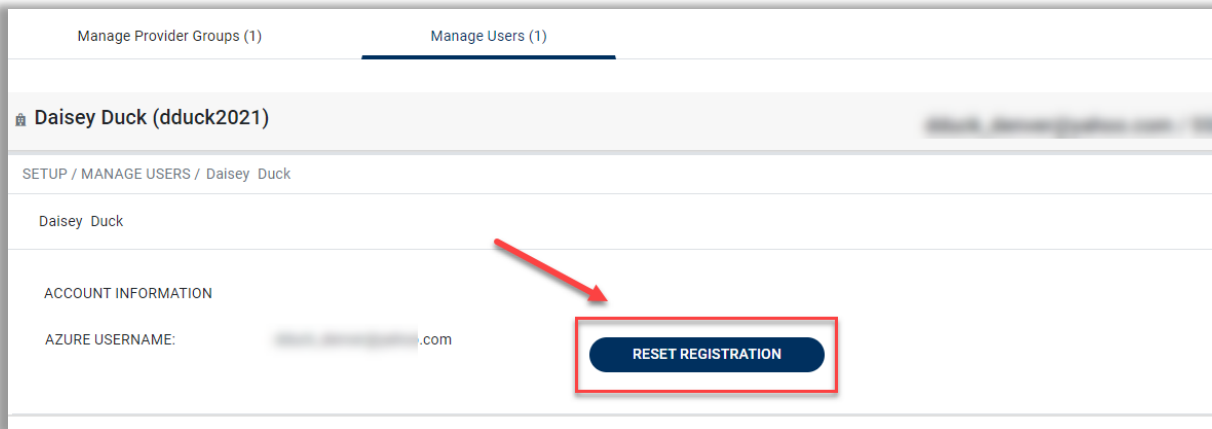 Manage Provider Groups (1) Manage Users (1)
Daisey Duck (dduck2021)
SETUP / MANAGE USERS / Daisey Duck
Daisey Duck
ACCOUNT INFORMATION
AZURE USERNAME: .com
RESET REGISTRATION